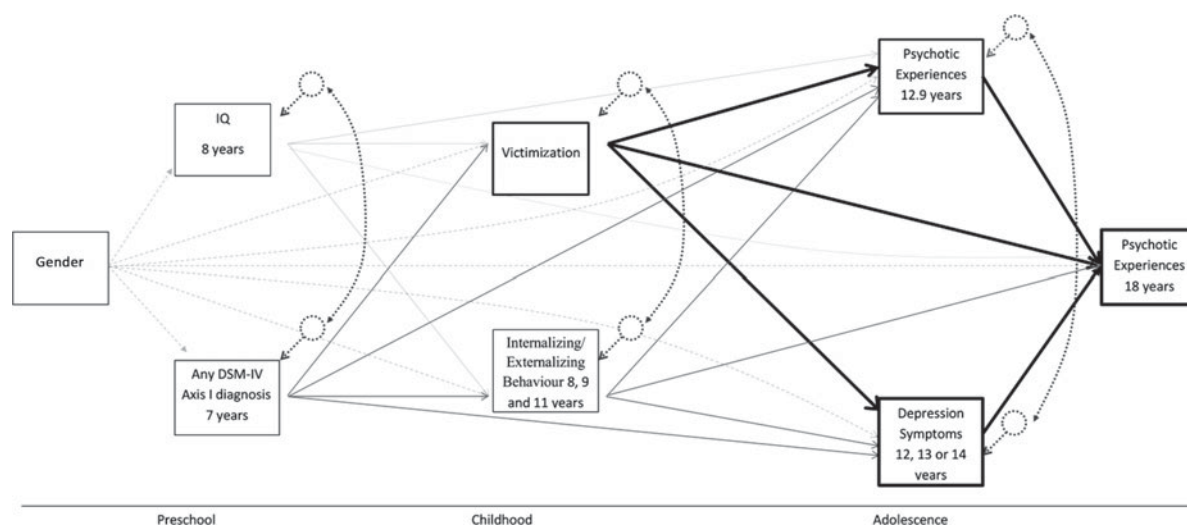 Gender
IQ
8 years
Any DSM-IV
Axis I diagnosis
7 years
Victimization
Internalizing/
Externalizing
Behaviour 8, 9
and 11 years
Psychotic
Experiences
12.9 years
Depression
Symptoms
12, 13 or 14
years
Psychotic
Experiences
18 years
Preschool
Childhood
Adolescence